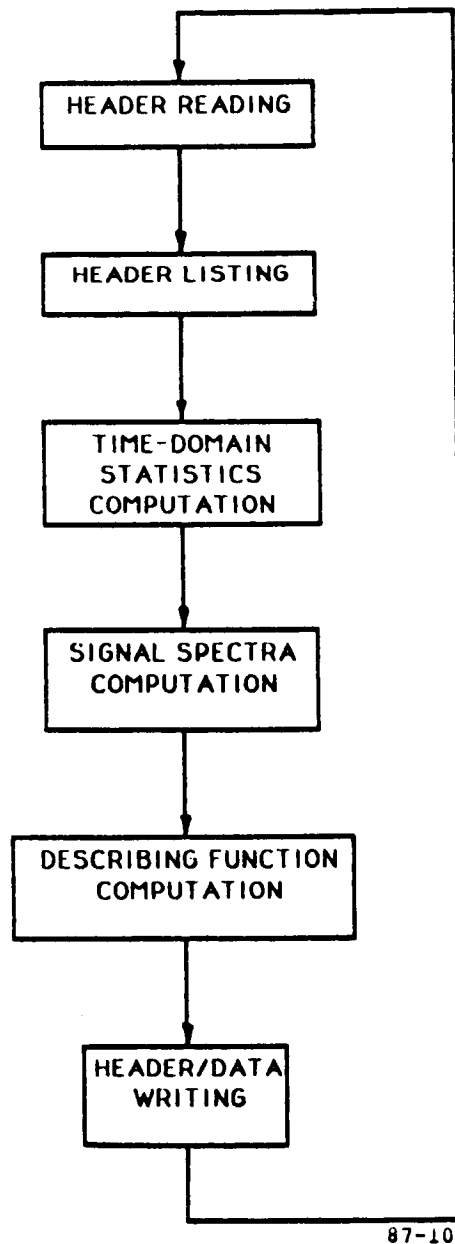 HEADER READING
HEADER LISTING
TIME-DOMAIN
STATISTICS
COMPUTATION
SIGNAL SPECTRA
COMPUTATION
DESCRIBING FUNCTION
COMPUTATION
HEADER/DATA
WRITING
87-10